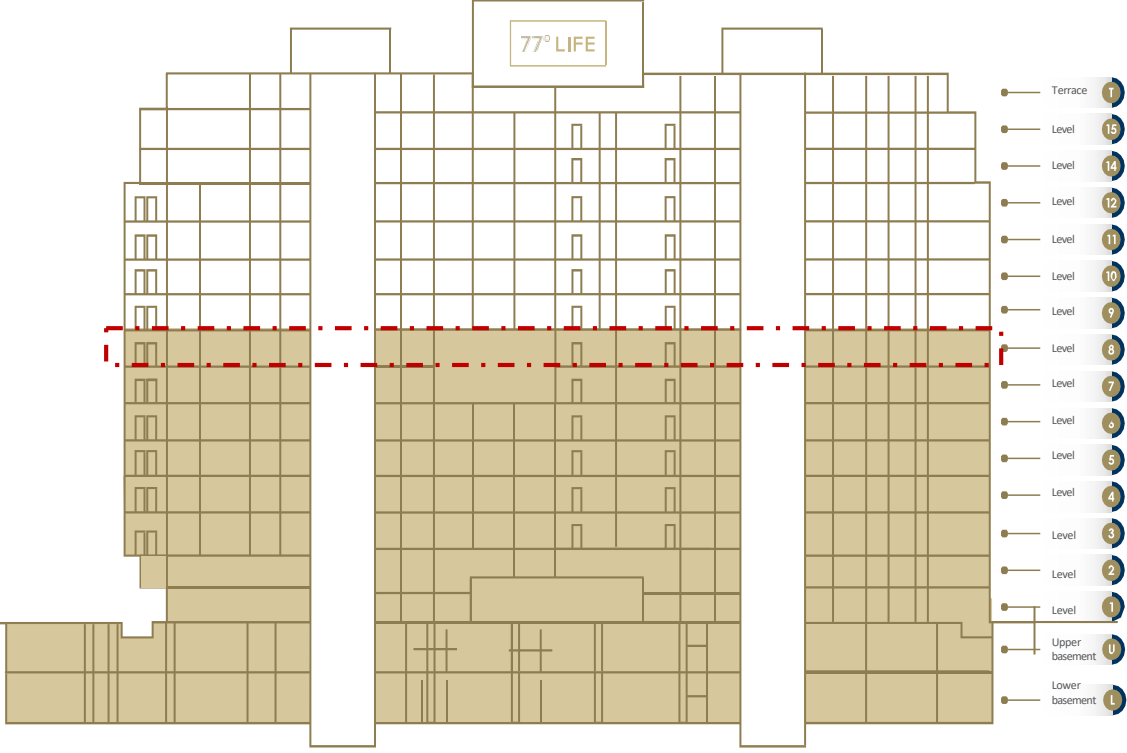 77° LIFE
Terrace T
Level 15
Level 14
Level 12
Level 11
Level 10
Level 9
Level 8
Level 7
Level 6
Level 5
Level 4
Level 3
Level 2
Level 1
Upper
basement U
Lower
basement L